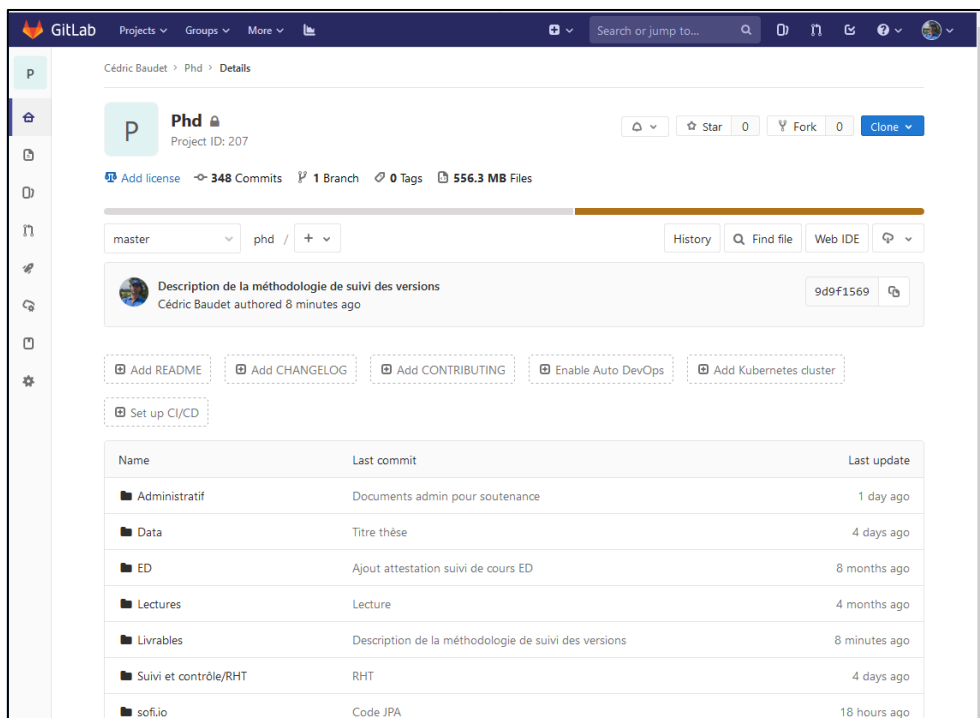 GitLab Projects Groups More Search or jump to...
P Cédric Baudet > Phd > Details
P Phd
Project ID: 207
Star 0 Fork 0 Clone
Add license 348 Commits 1 Branch 0 Tags 556.3 MB Files
master phd / + History Find file Web IDE
Description de la méthodologie de suivi des versions
Cédric Baudet authored 8 minutes ago
9d9f1569
Add README Add CHANGELOG Add CONTRIBUTING Enable Auto DevOps Add Kubernetes cluster
Set up CI/CD
Name Last commit Last update
Administratif Documents admin pour soutenance 1 day ago
Data Titre thèse 4 days ago
ED Ajout attestation suivi de cours ED 8 months ago
Lectures Lecture 4 months ago
Livrables Description de la méthodologie de suivi des versions 8 minutes ago
Suivi et contrôle/RHT RHT 4 days ago
sofi.io Code JPA 18 hours ago